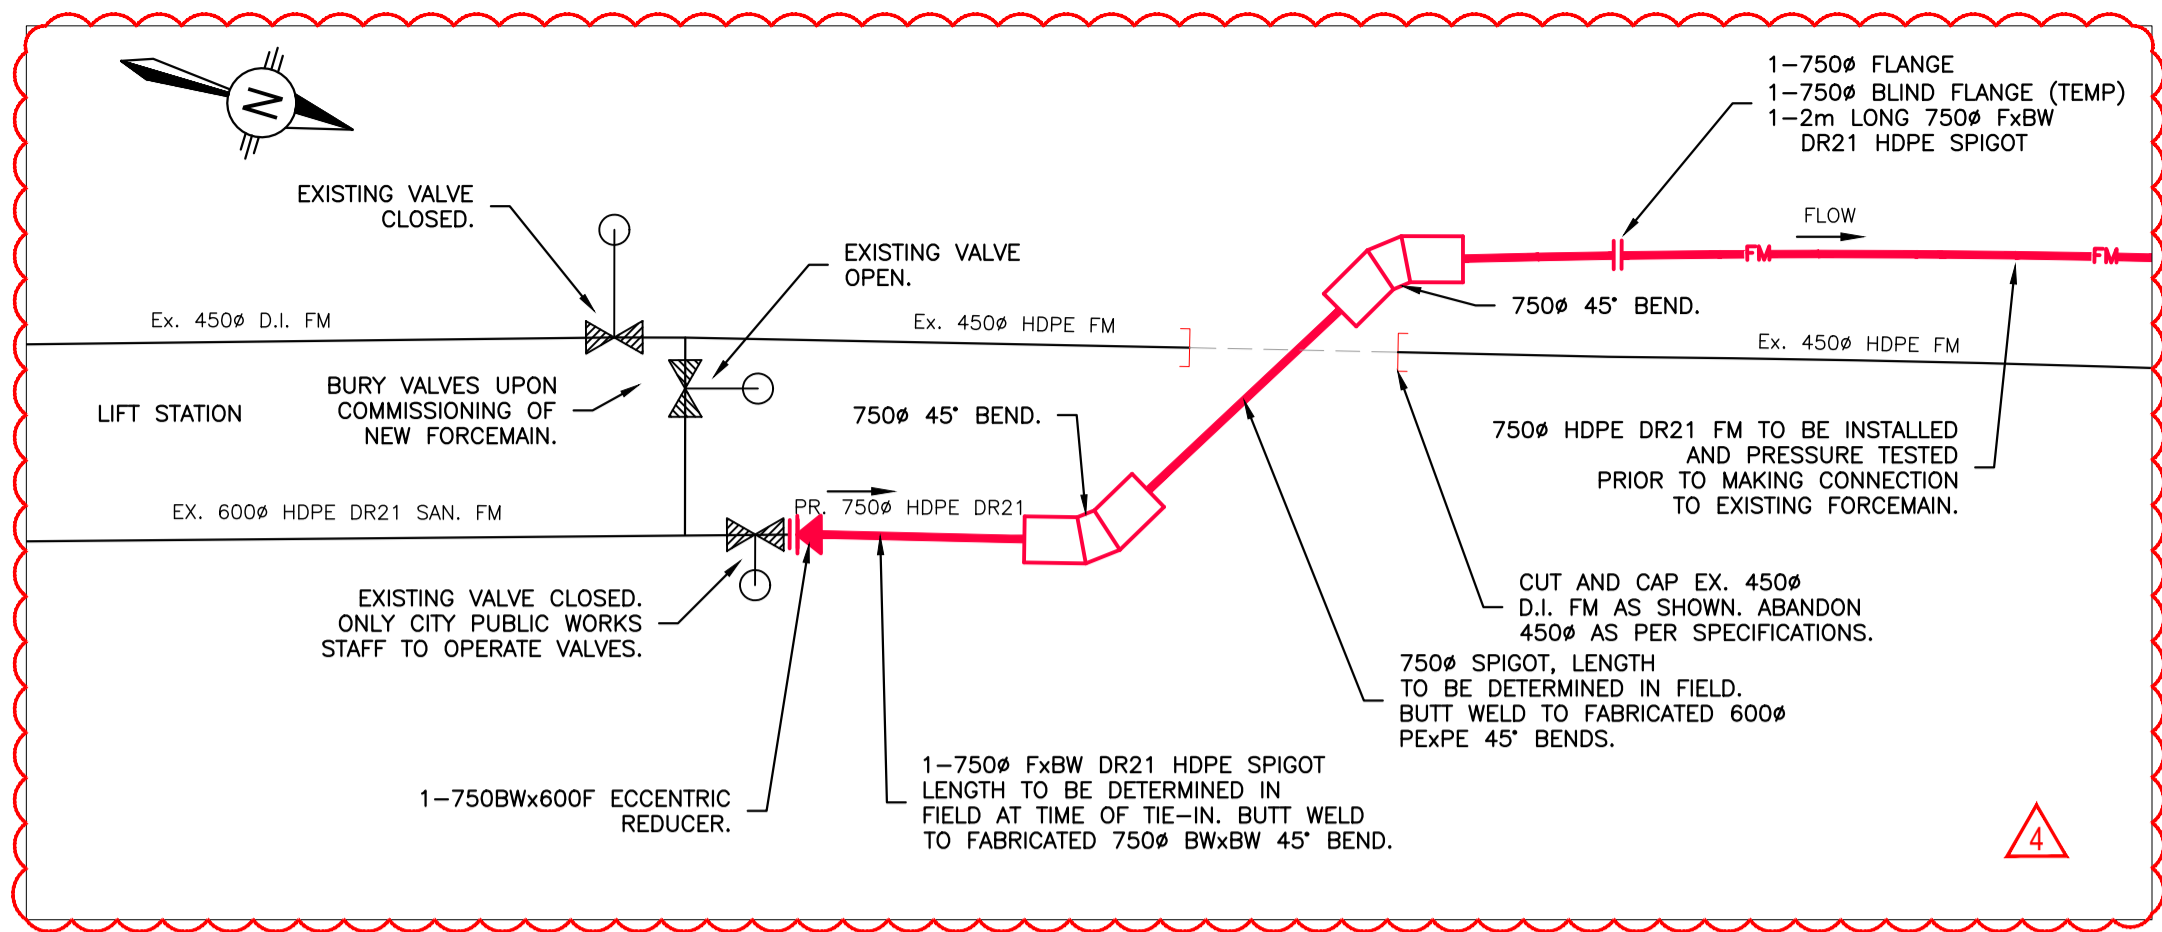 N
1-750ø FLANGE
1-750ø BLIND FLANGE (TEMP)
1-2m LONG 750ø FxBW
DR21 HDPE SPIGOT
EXISTING VALVE
CLOSED.
EXISTING VALVE
OPEN.
FLOW
FM
FM
750ø 45° BEND.
Ex. 450ø D.I. FM
Ex. 450ø HDPE FM
Ex. 450ø HDPE FM
BURY VALVES UPON
COMMISSIONING OF
NEW FORCEMAIN.
LIFT STATION
750ø 45° BEND.
750ø HDPE DR21 FM TO BE INSTALLED
AND PRESSURE TESTED
PRIOR TO MAKING CONNECTION
TO EXISTING FORCEMAIN.
EX. 600ø HDPE DR21 SAN. FM
PR. 750ø HDPE DR21
EXISTING VALVE CLOSED.
ONLY CITY PUBLIC WORKS
STAFF TO OPERATE VALVES.
CUT AND CAP EX. 450ø
D.I. FM AS SHOWN. ABANDON
450ø AS PER SPECIFICATIONS.
750ø SPIGOT, LENGTH
TO BE DETERMINED IN FIELD.
BUTT WELD TO FABRICATED 600ø
PExPE 45° BENDS.
1-750BWx600F ECCENTRIC
REDUCER.
1-750ø FxBW DR21 HDPE SPIGOT
LENGTH TO BE DETERMINED IN
FIELD AT TIME OF TIE-IN. BUTT WELD
TO FABRICATED 750ø BWxBW 45° BEND.
4